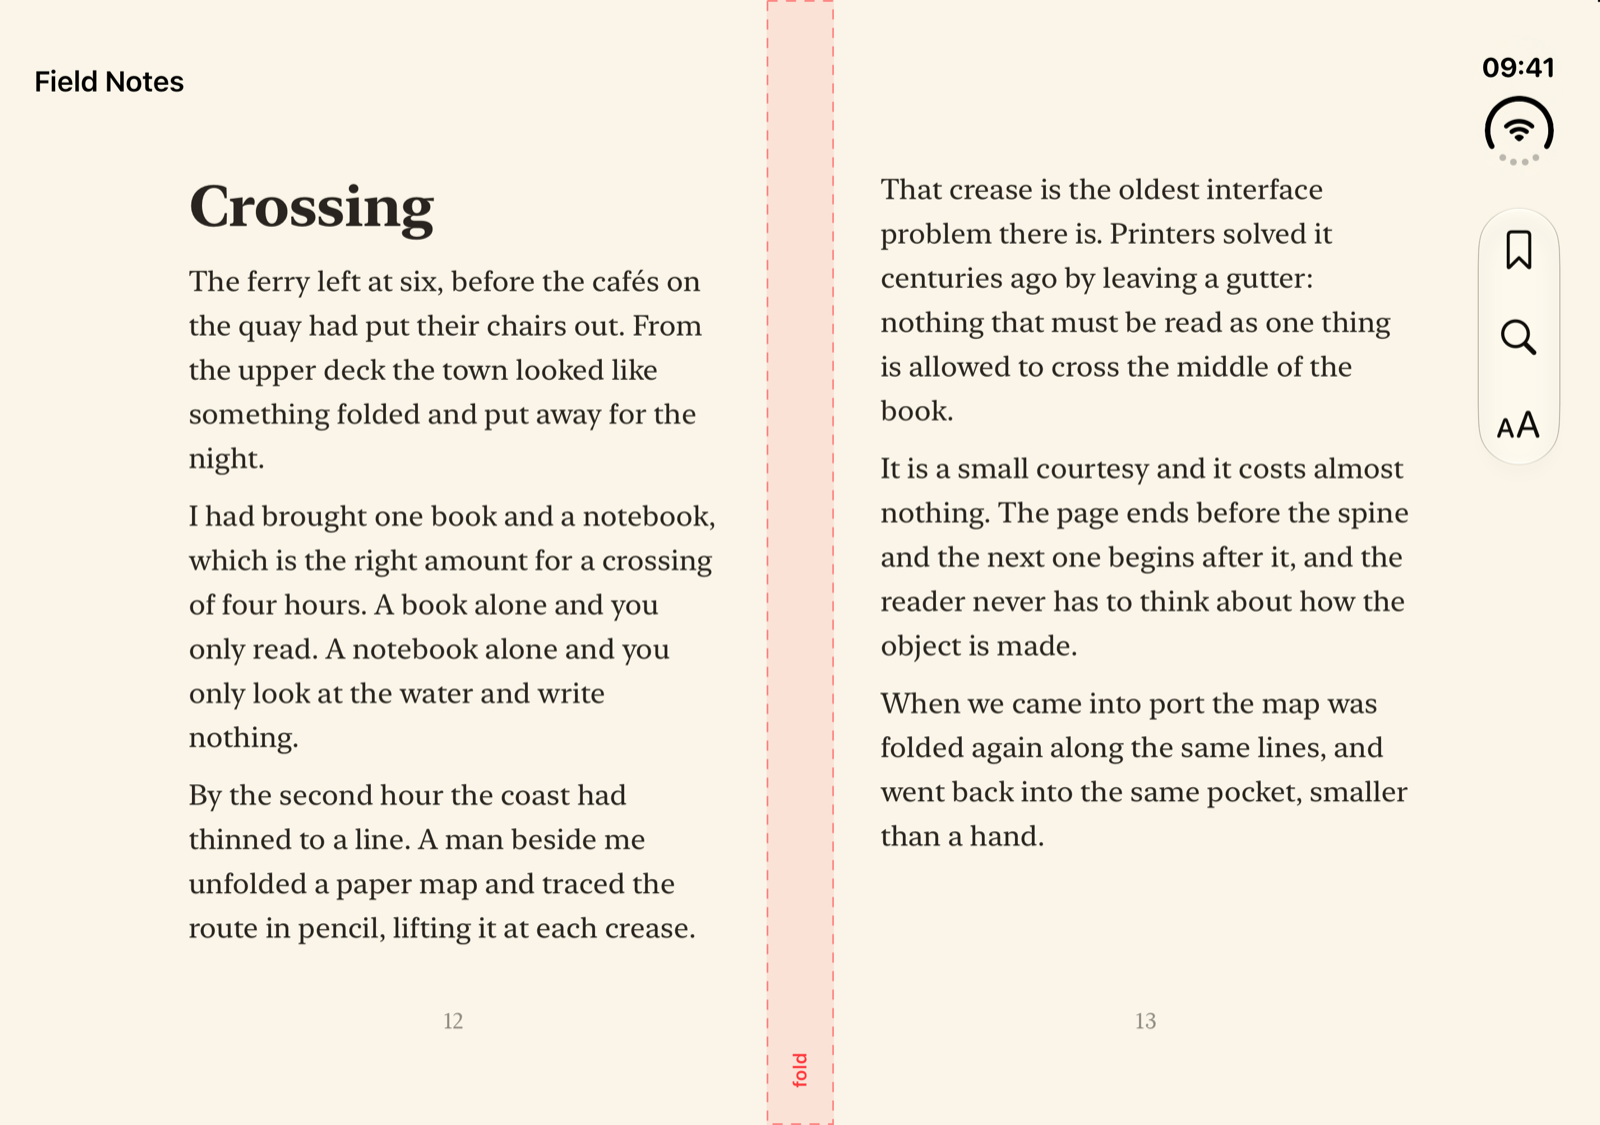 Field Notes
09:41
Crossing
The ferry left at six, before the cafés on
the quay had put their chairs out. From
the upper deck the town looked like
something folded and put away for the
night.
I had brought one book and a notebook,
which is the right amount for a crossing
of four hours. A book alone and you
only read. A notebook alone and you
only look at the water and write
nothing.
By the second hour the coast had
thinned to a line. A man beside me
unfolded a paper map and traced the
route in pencil, lifting it at each crease.
12
fold
That crease is the oldest interface
problem there is. Printers solved it
centuries ago by leaving a gutter:
nothing that must be read as one thing
is allowed to cross the middle of the
book.
It is a small courtesy and it costs almost
nothing. The page ends before the spine
and the next one begins after it, and the
reader never has to think about how the
object is made.
When we came into port the map was
folded again along the same lines, and
went back into the same pocket, smaller
than a hand.
13
AA